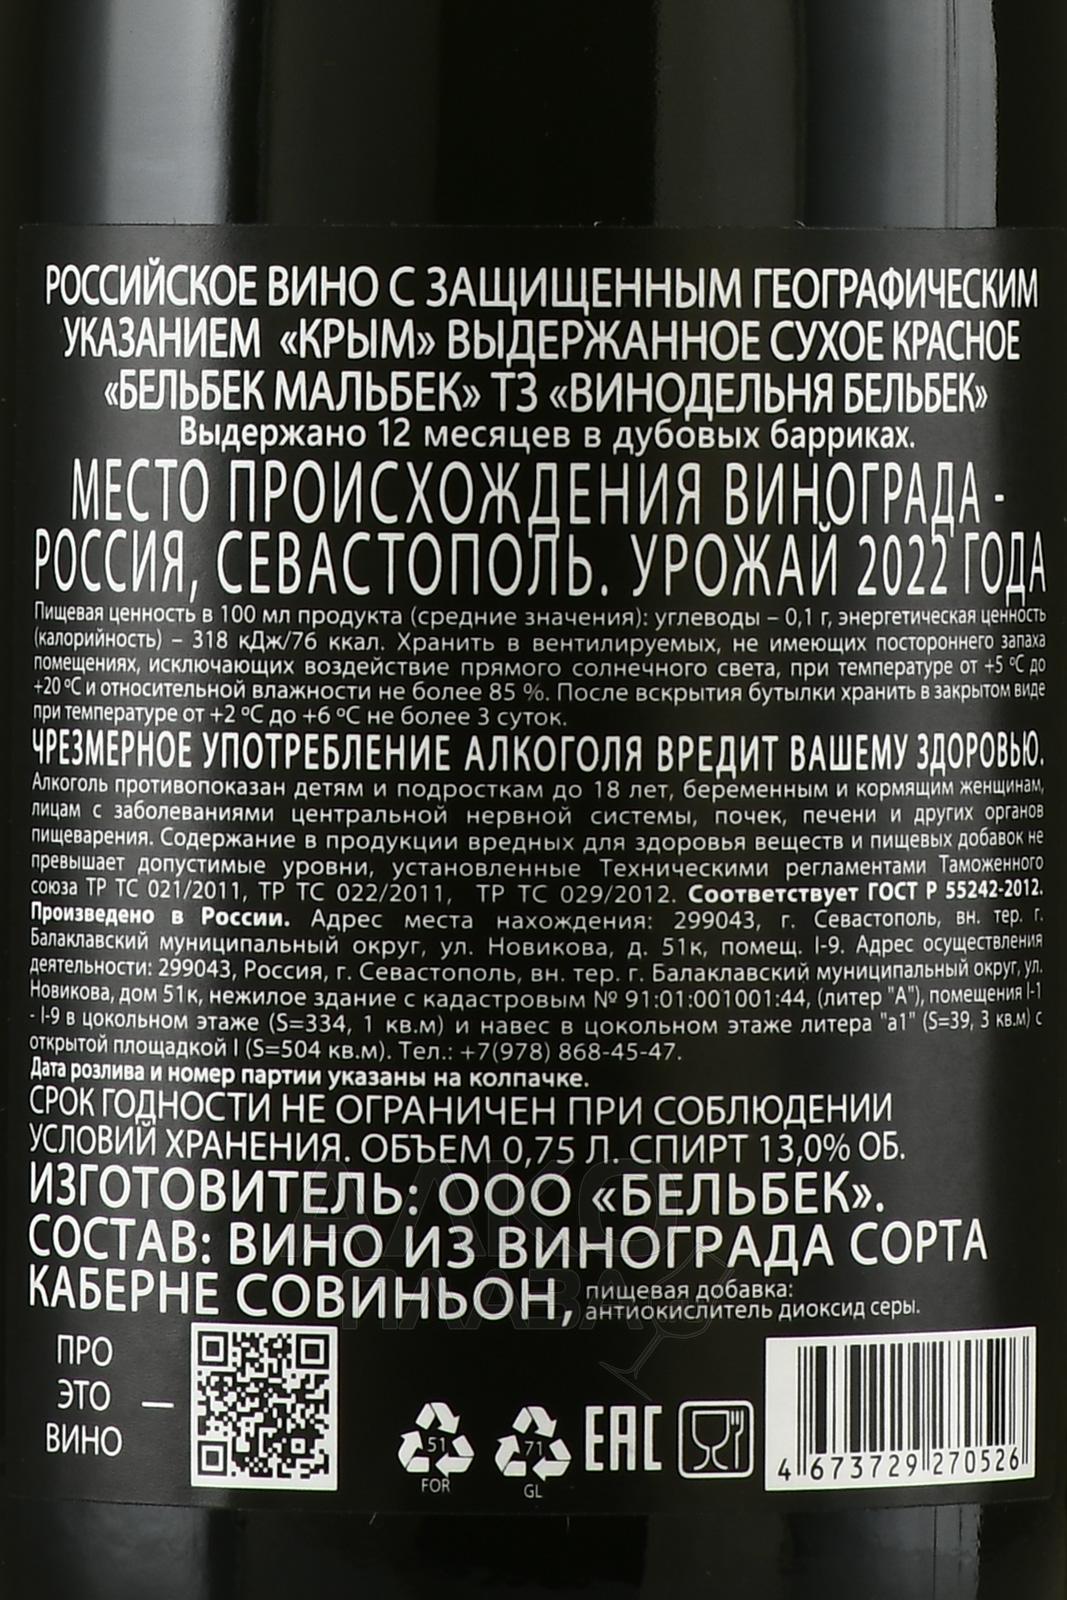 РОССИЙСКОЕ ВИНО С ЗАЩИЩЕННЫМ ГЕОГРАФИЧЕСКИМ
УКАЗАНИЕМ «КРЫМ» ВЫДЕРЖАННОЕ СУХОЕ КРАСНОЕ
«БЕЛЬБЕК МАЛЬБЕК» ТЗ «ВИНОДЕЛЬНЯ БЕЛЬБЕК»
Выдержано 12 месяцев в дубовых барриках.
МЕСТО ПРОИСХОЖДЕНИЯ ВИНОГРАДА -
РОССИЯ, СЕВАСТОПОЛЬ. УРОЖАЙ 2022 ГОДА
Пищевая ценность в 100 мл продукта (средние значения): углеводы – 0,1 г, энергетическая ценность
(калорийность) – 318 кДж/76 ккал. Хранить в вентилируемых, не имеющих постороннего запаха
помещениях, исключающих воздействие прямого солнечного света, при температуре от +5 ºС до
+20 ºС и относительной влажности не более 85 %. После вскрытия бутылки хранить в закрытом виде
при температуре от +2 ºС до +6 ºС не более 3 суток.
ЧРЕЗМЕРНОЕ УПОТРЕБЛЕНИЕ АЛКОГОЛЯ ВРЕДИТ ВАШЕМУ ЗДОРОВЬЮ.
Алкоголь противопоказан детям и подросткам до 18 лет, беременным и кормящим женщинам,
лицам с заболеваниями центральной нервной системы, почек, печени и других органов
пищеварения. Содержание в продукции вредных для здоровья веществ и пищевых добавок не
превышает допустимые уровни, установленные Техническими регламентами Таможенного
союза ТР ТС 021/2011, ТР ТС 022/2011, ТР ТС 029/2012. Соответствует ГОСТ Р 55242-2012.
Произведено в России. Адрес места нахождения: 299043, г. Севастополь, вн. тер. г.
Балаклавский муниципальный округ, ул. Новикова, д. 51к, помещ. I-9. Адрес осуществления
деятельности: 299043, Россия, г. Севастополь, вн. тер. г. Балаклавский муниципальный округ, ул.
Новикова, дом 51к, нежилое здание с кадастровым № 91:01:001001:44, (литер "А"), помещения I-1
- I-9 в цокольном этаже (S=334, 1 кв.м) и навес в цокольном этаже литера "а1" (S=39, 3 кв.м) с
открытой площадкой I (S=504 кв.м). Тел.: +7(978) 868-45-47.
Дата розлива и номер партии указаны на колпачке.
СРОК ГОДНОСТИ НЕ ОГРАНИЧЕН ПРИ СОБЛЮДЕНИИ
УСЛОВИЙ ХРАНЕНИЯ. ОБЪЕМ 0,75 Л. СПИРТ 13,0% ОБ.
ИЗГОТОВИТЕЛЬ: ООО «БЕЛЬБЕК».
СОСТАВ: ВИНО ИЗ ВИНОГРАДА СОРТА
КАБЕРНЕ СОВИНЬОН, пищевая добавка:
антиокислитель диоксид серы.
ПРО
ЭТО —
ВИНО
51
FOR
71
GL
EAC
4 673729 270526
АЛКО
ПЛАЗА